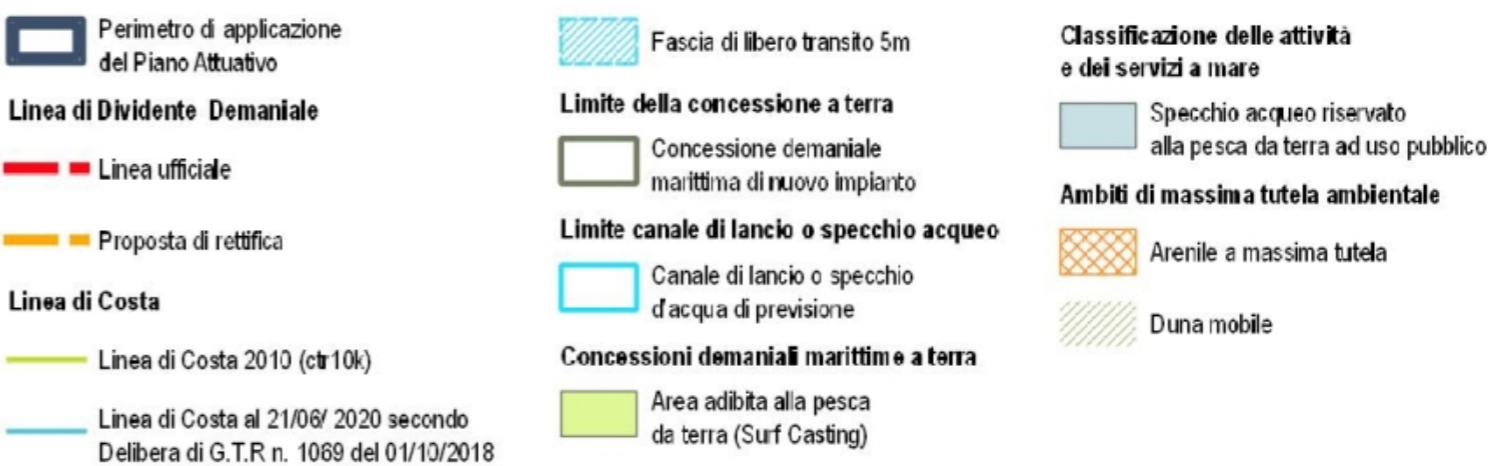 Perimetro di applicazione
del Piano Attuativo
Linea di Dividente Demaniale
Linea ufficiale
Proposta di rettifica
Linea di Costa
Linea di Costa 2010 (ctr10k)
Linea di Costa al 21/06/ 2020 secondo
Delibera di G.T.R n. 1069 del 01/10/2018
Fascia di libero transito 5m
Limite della concessione a terra
Concessione demaniale
marittima di nuovo impianto
Limite canale di lancio o specchio acqueo
Canale di lancio o specchio
d'acqua di previsione
Concessioni demaniali marittime a terra
Area adibita alla pesca
da terra (Surf Casting)
Classificazione delle attività
e dei servizi a mare
Specchio acqueo riservato
alla pesca da terra ad uso pubblico
Ambiti di massima tutela ambientale
Arenile a massima tutela
Duna mobile